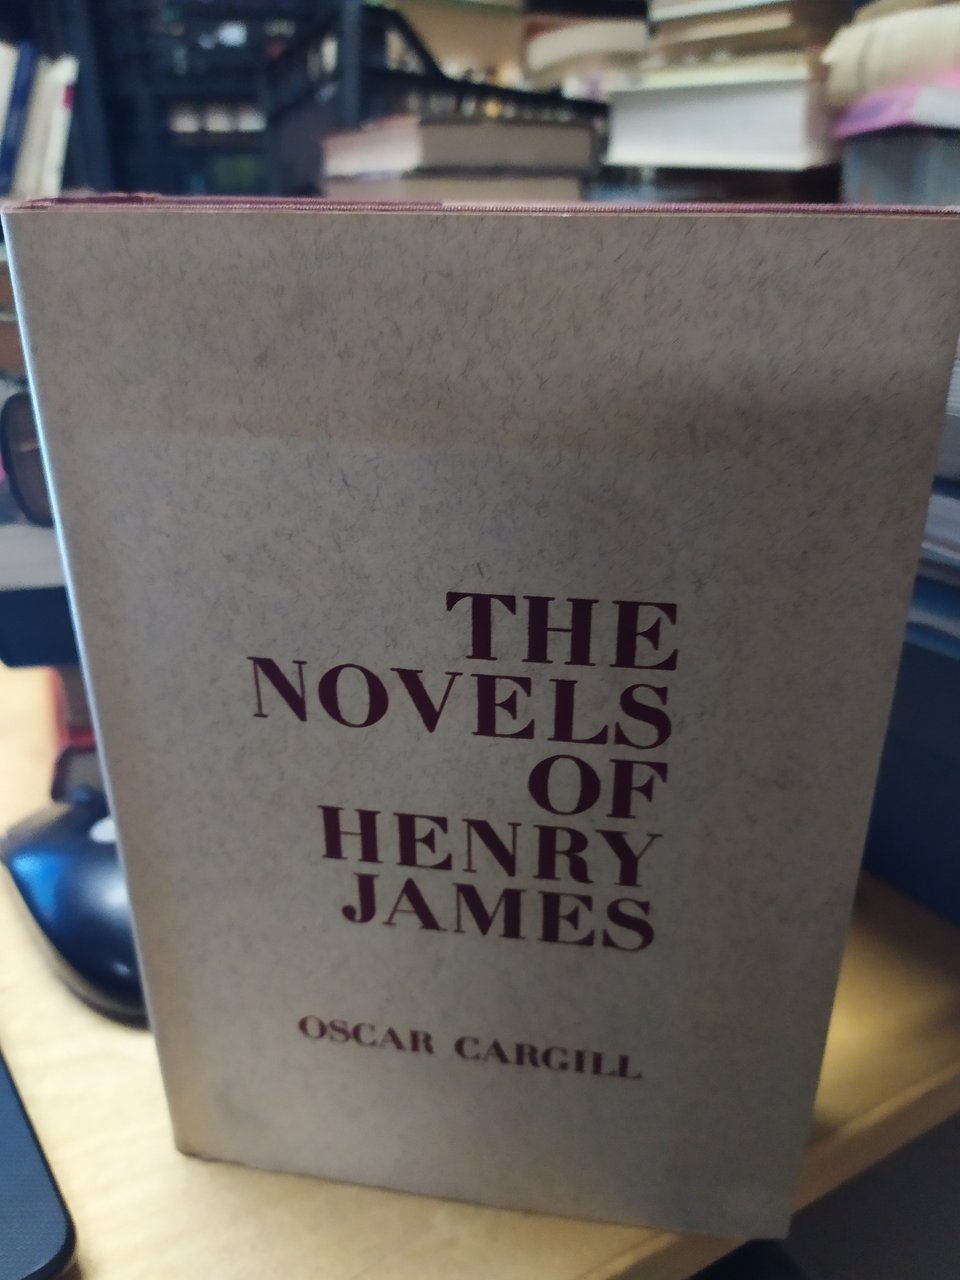 THE
NOVELS
OF
HENRY
JAMES
OSCAR CARGILL